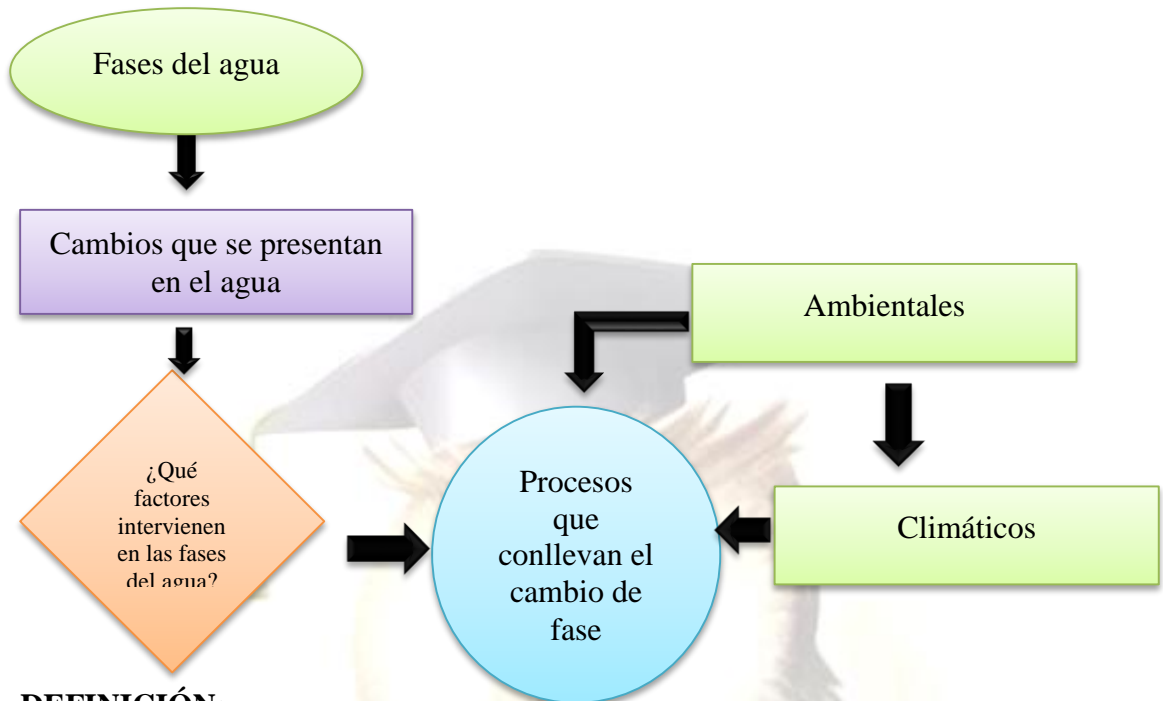 Fases del agua
Cambios que se presentan
en el agua
Ambientales
¿Qué
factores
intervienen
en las fases
del agua?
Procesos
que
conllevan el
cambio de
fase
Climáticos
DEFINICIÓN